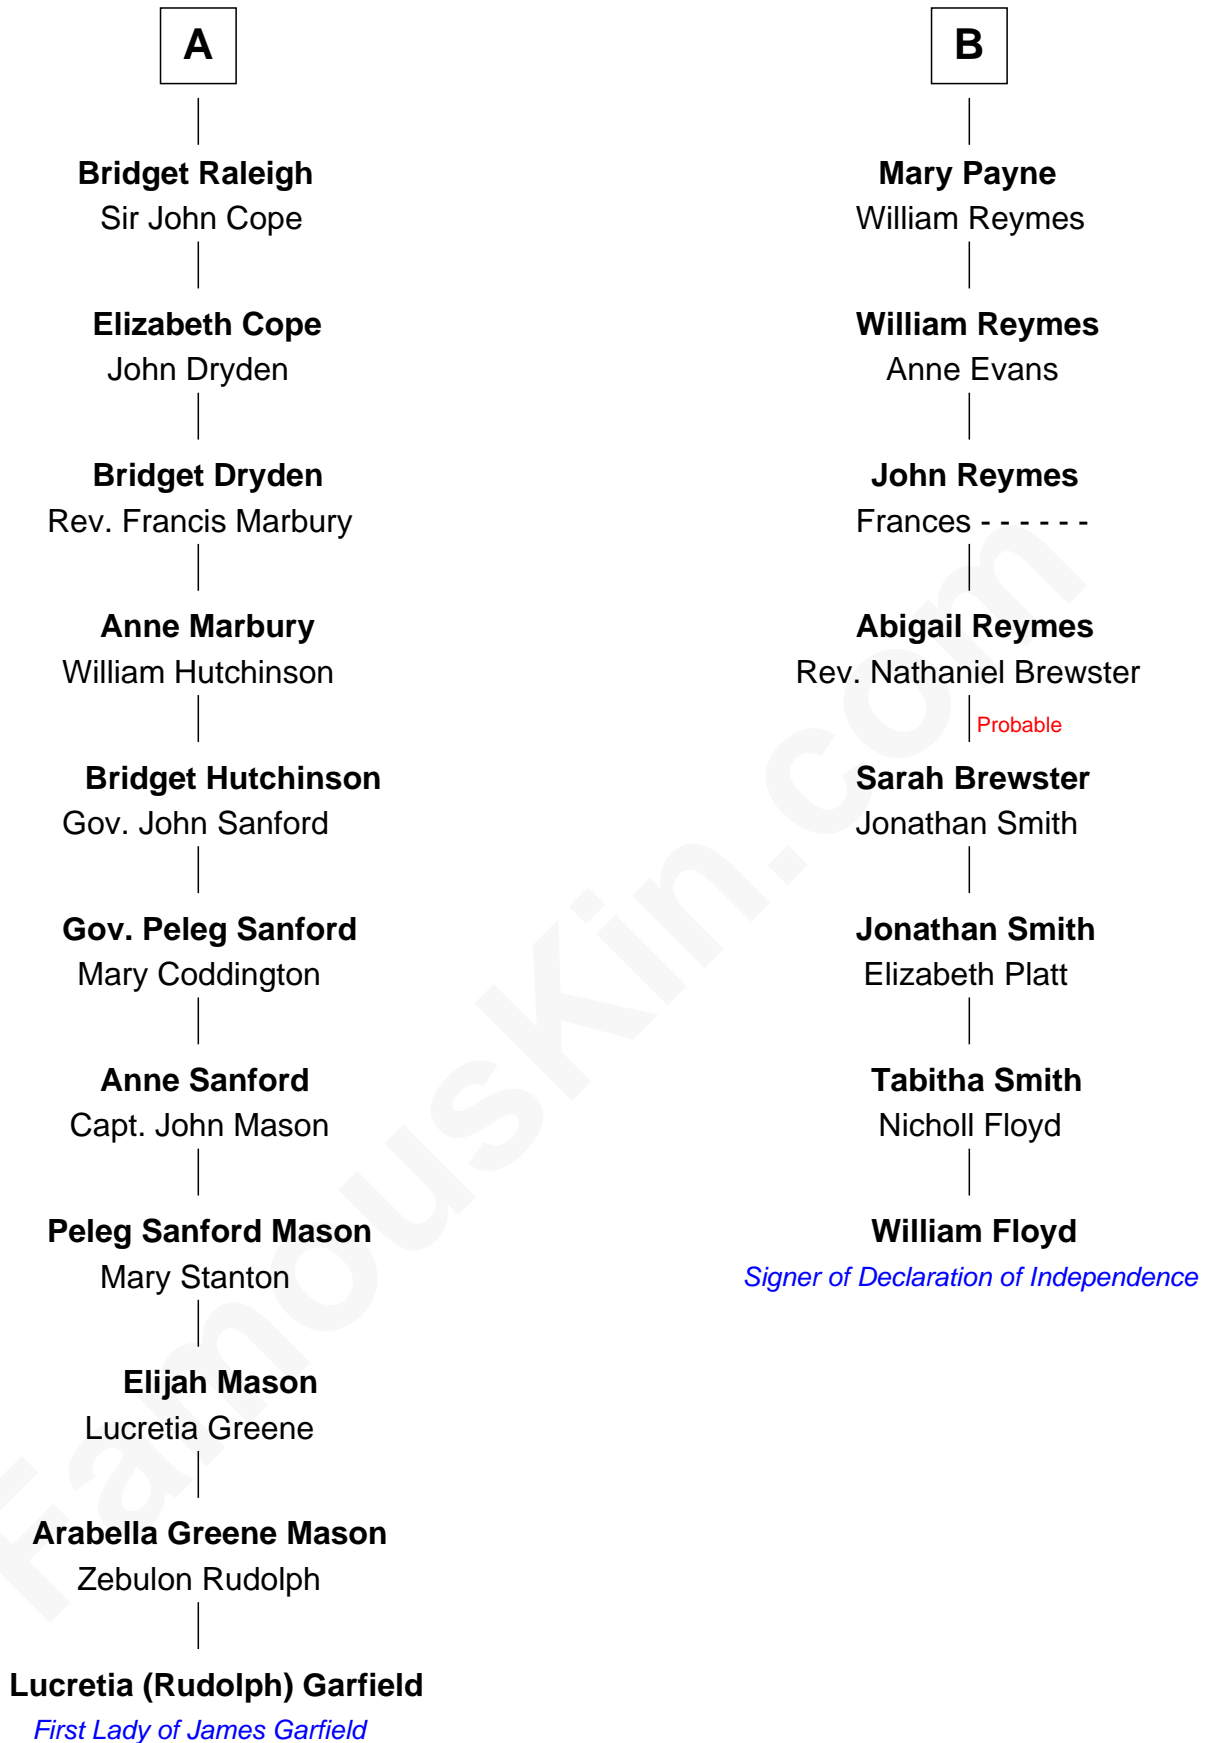 A
Bridget Raleigh
Sir John Cope
Elizabeth Cope
John Dryden
Bridget Dryden
Rev. Francis Marbury
Anne Marbury
William Hutchinson
Bridget Hutchinson
Gov. John Sanford
Gov. Peleg Sanford
Mary Coddington
Anne Sanford
Capt. John Mason
Peleg Sanford Mason
Mary Stanton
Elijah Mason
Lucretia Greene
Arabella Greene Mason
Zebulon Rudolph
Lucretia (Rudolph) Garfield
First Lady of James Garfield
B
Mary Payne
William Reymes
William Reymes
Anne Evans
John Reymes
Frances - - - - - -
Abigail Reymes
Rev. Nathaniel Brewster
Probable
Sarah Brewster
Jonathan Smith
Jonathan Smith
Elizabeth Platt
Tabitha Smith
Nicholl Floyd
William Floyd
Signer of Declaration of Independence
FamousKin.com